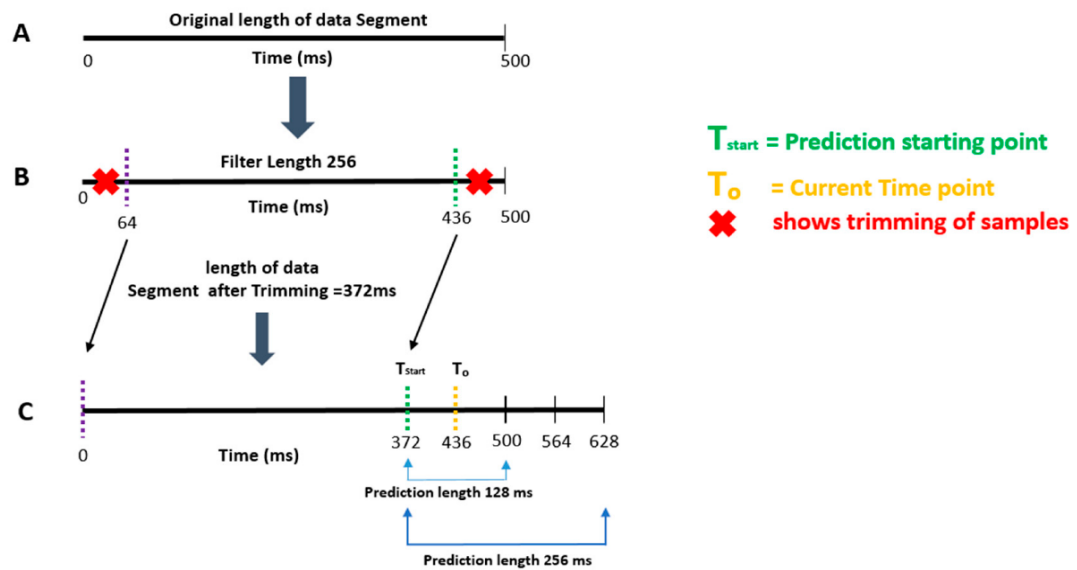 A
Original length of data Segment
0
Time (ms)
500
B
Filter Length 256
0
Time (ms)
500
64
436
length of data
Segment after Trimming =372ms
TStart
To
C
0
Time (ms)
372
436
500
564
628
Prediction length 128 ms
Prediction length 256 ms
Tstart = Prediction starting point
To = Current Time point
shows trimming of samples